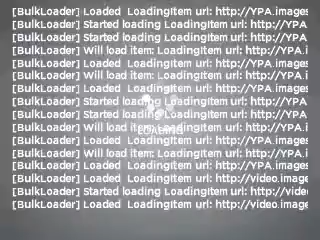 [BulkLoader] Loaded LoadingItem url: http://YPA.images
[BulkLoader] Started loading LoadingItem url: http://YPA
[BulkLoader] Loaded LoadingItem url: http://YPA.images
[BulkLoader] Will load item: LoadingItem url: http://YPA.i
[BulkLoader] Loaded LoadingItem url: http://YPA.images
[BulkLoader] Will load item: LoadingItem url: http://YPA.i
[BulkLoader] Loaded LoadingItem url: http://YPA.images
[BulkLoader] Started loading LoadingItem url: http://YPA
[BulkLoader] Started loading LoadingItem url: http://YPA
[BulkLoader] Will load item: LoadingItem url: http://YPA.i
LOADING
[BulkLoader] Loaded LoadingItem url: http://YPA.images
[BulkLoader] Will load item: LoadingItem url: http://YPA.i
[BulkLoader] Loaded LoadingItem url: http://YPA.images
[BulkLoader] Loaded LoadingItem url: http://video.image
[BulkLoader] Started loading LoadingItem url: http://vide
[BulkLoader] Loaded LoadingItem url: http://video.image